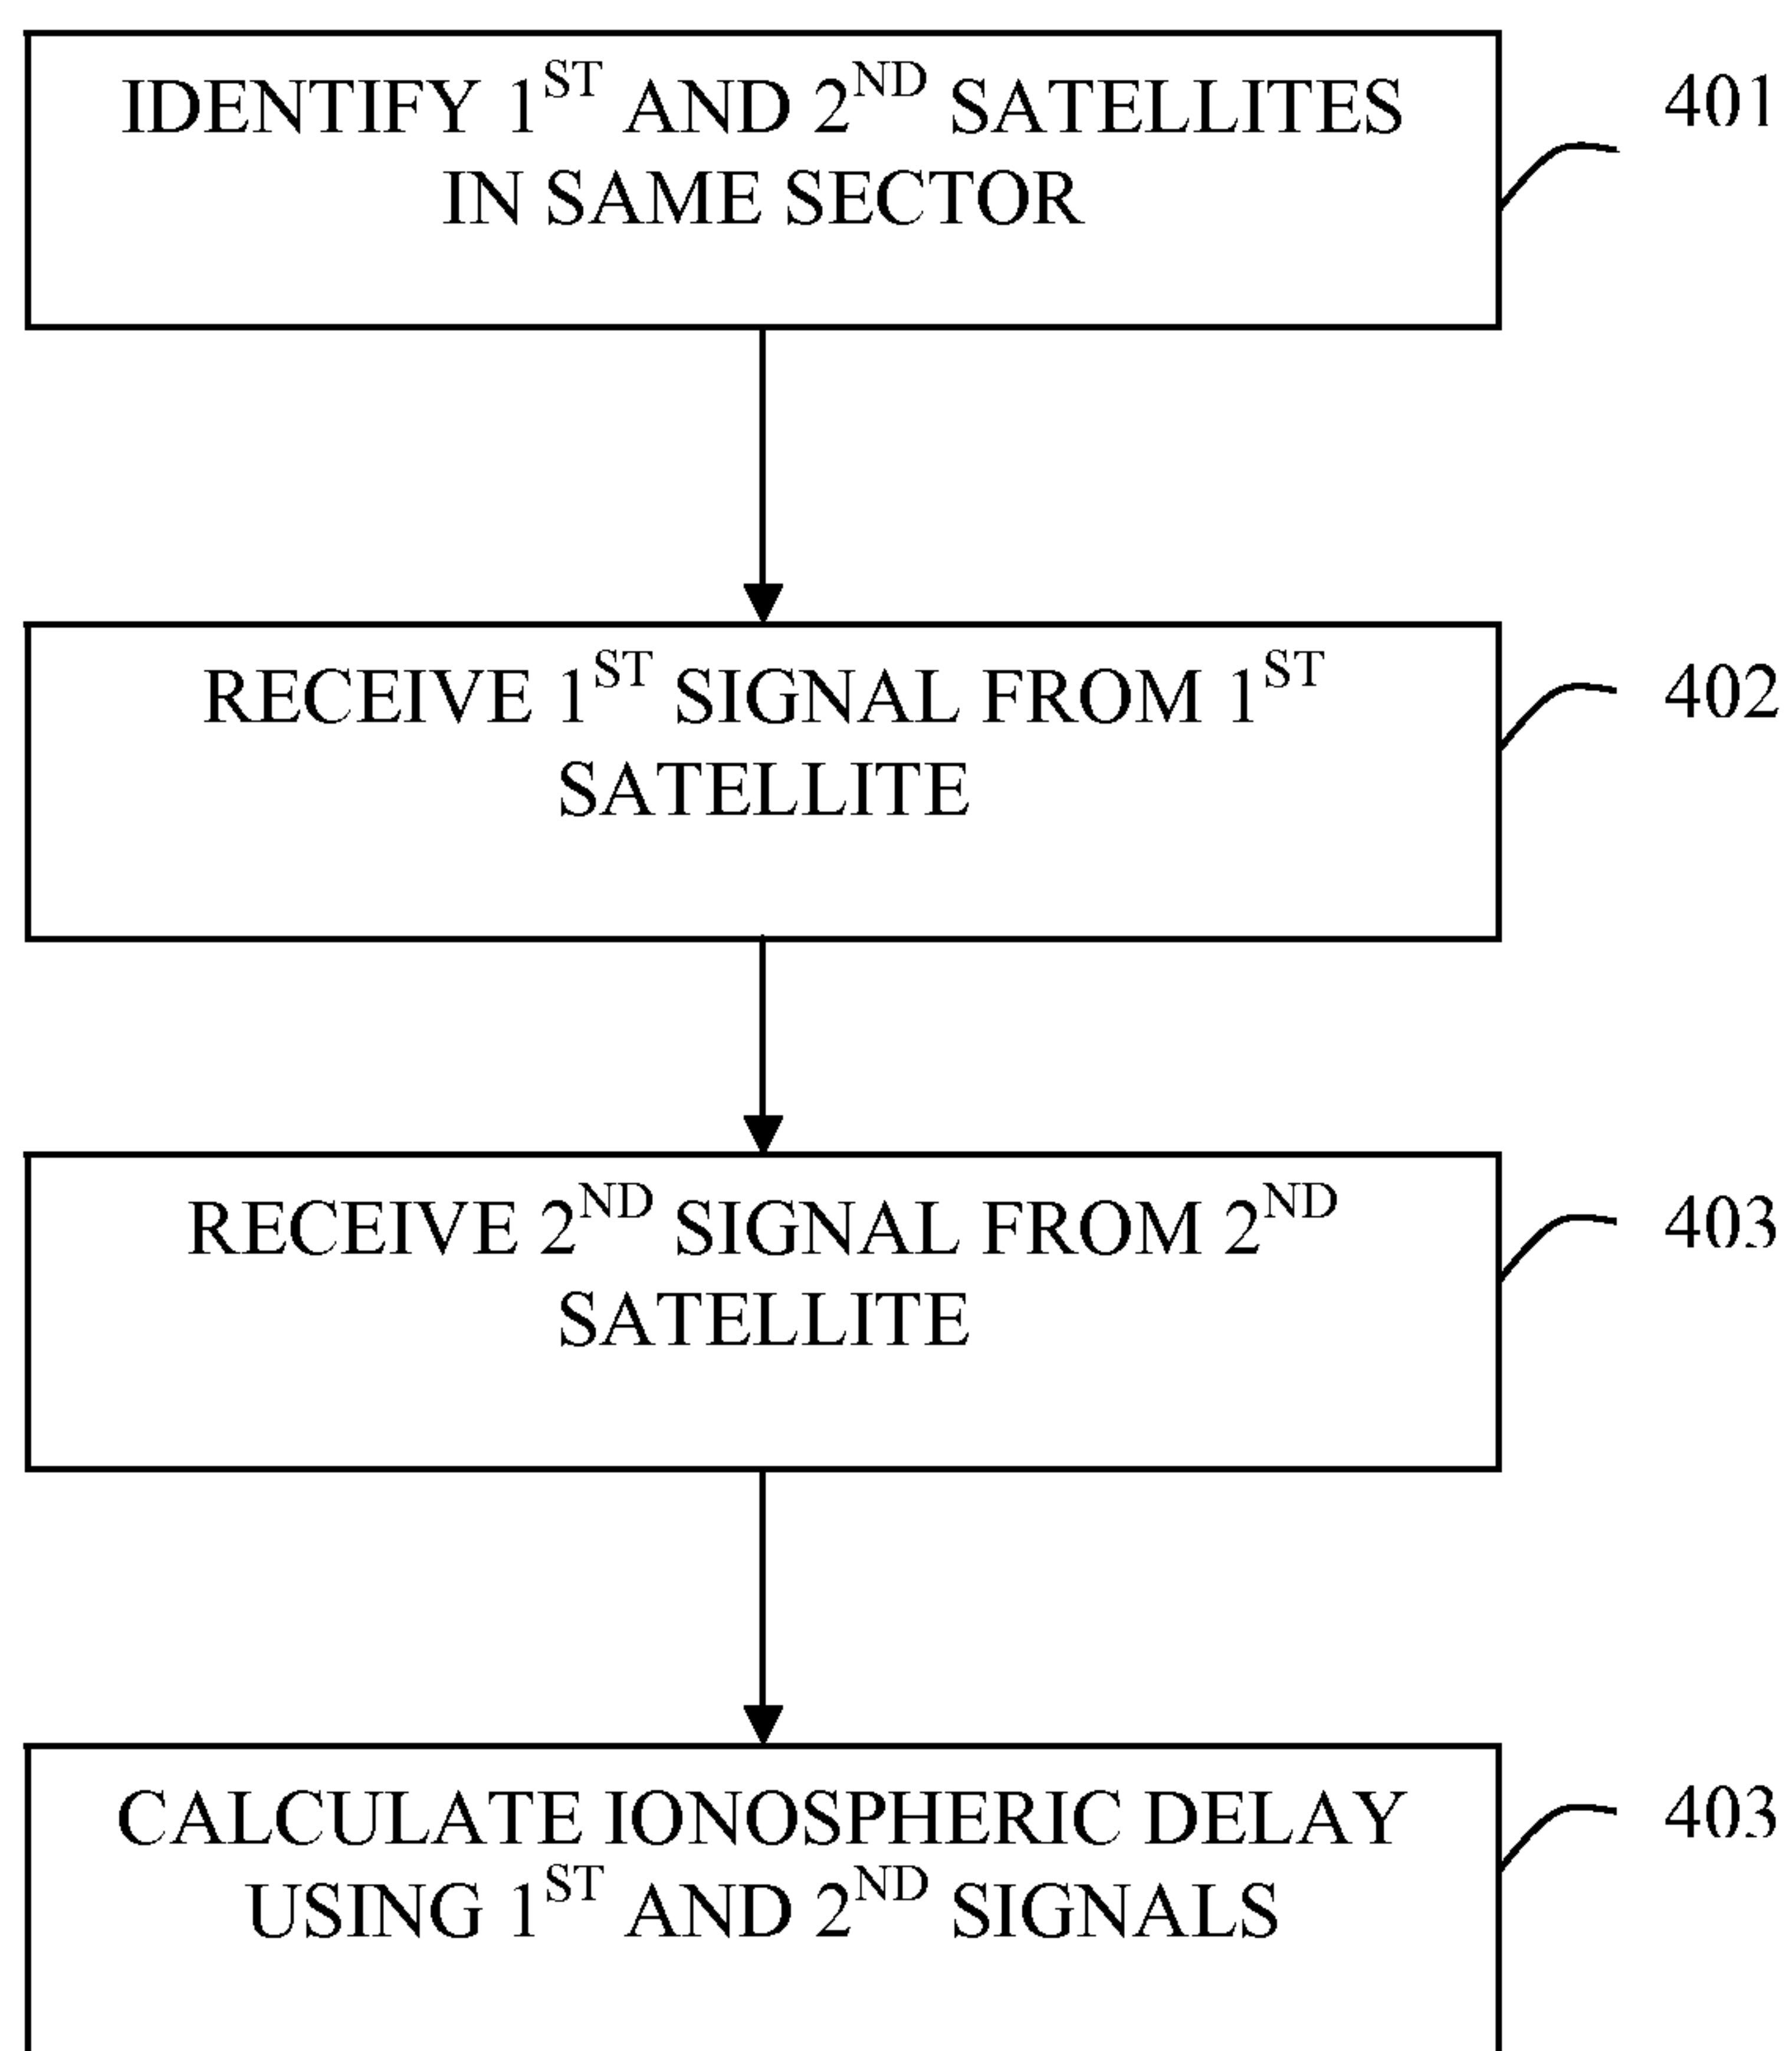 IDENTIFY 1ST AND 2ND SATELLITES
IN SAME SECTOR
401
RECEIVE 1ST SIGNAL FROM 1ST
SATELLITE
402
RECEIVE 2ND SIGNAL FROM 2ND
SATELLITE
403
CALCULATE IONOSPHERIC DELAY
USING 1ST AND 2ND SIGNALS
403